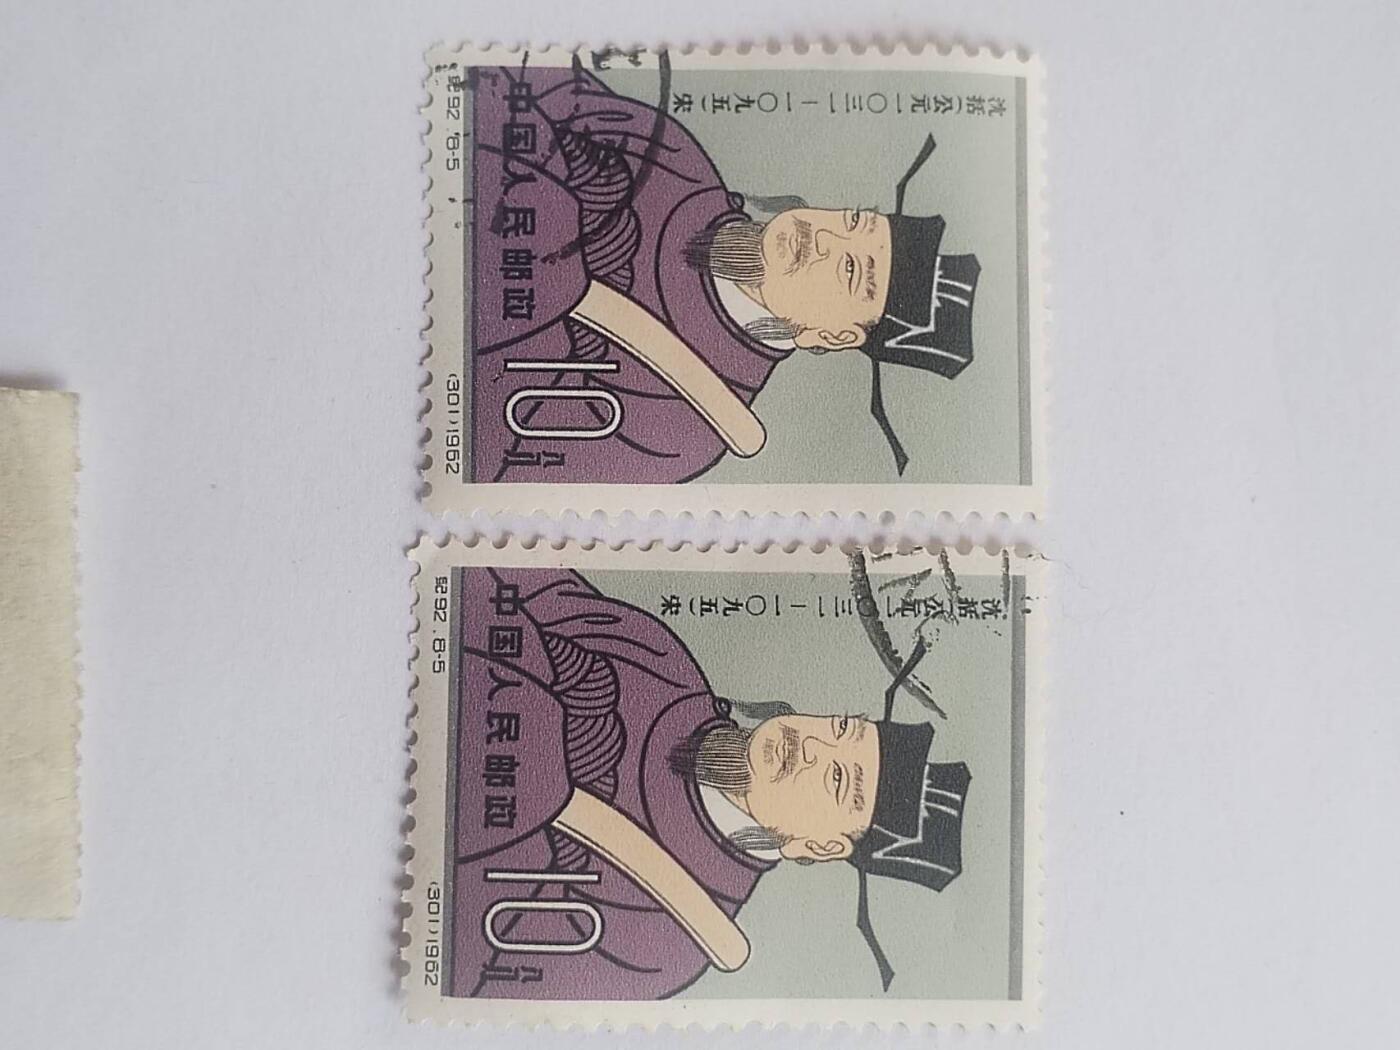 沈括(公元一〇三一—一〇九五)宋
中国人民邮政
10分
纪92.8-5
(301)1962
沈括(公元一〇三一—一〇九五)宋
中国人民邮政
10分
纪92.8-5
(301)1962